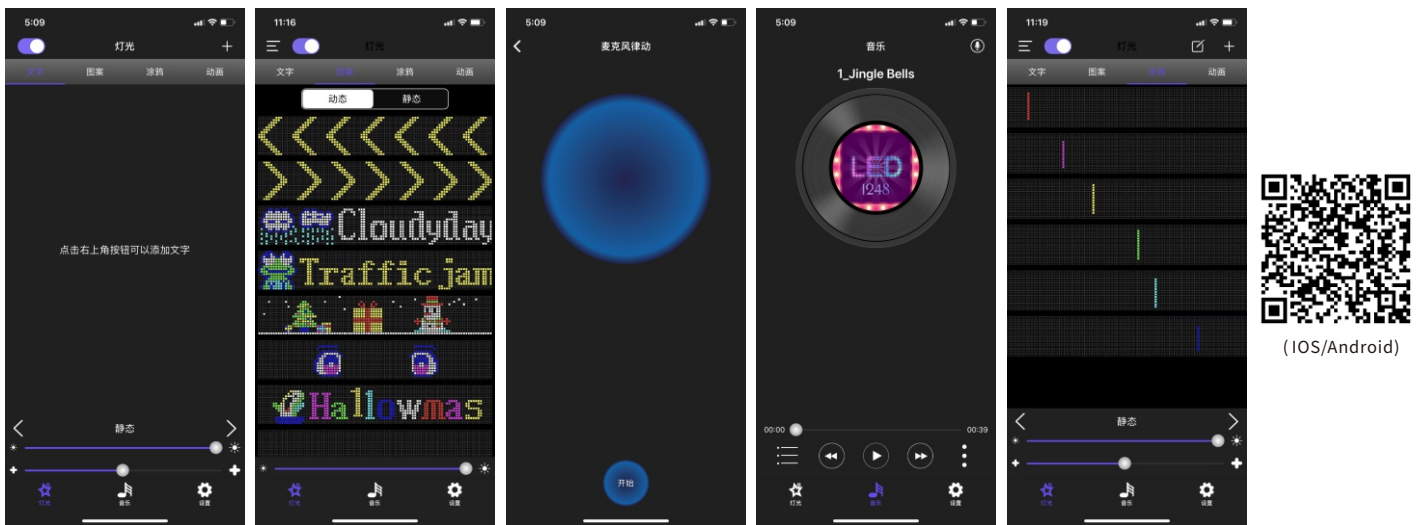 5:09
灯光
文字 图案 涂鸦 动画
点击右上角按钮可以添加文字
静态
灯光 音乐 设置
11:16
灯光
文字 图案 涂鸦 动画
动态 静态
Cloudyday
Traffic jam
Hallowmas
灯光 音乐 设置
5:09
麦克风律动
开始
5:09
音乐
1_Jingle Bells
LED
1248
00:00 00:39
灯光 音乐 设置
11:19
灯光
文字 图案 涂鸦 动画
静态
灯光 音乐 设置
(IOS/Android)